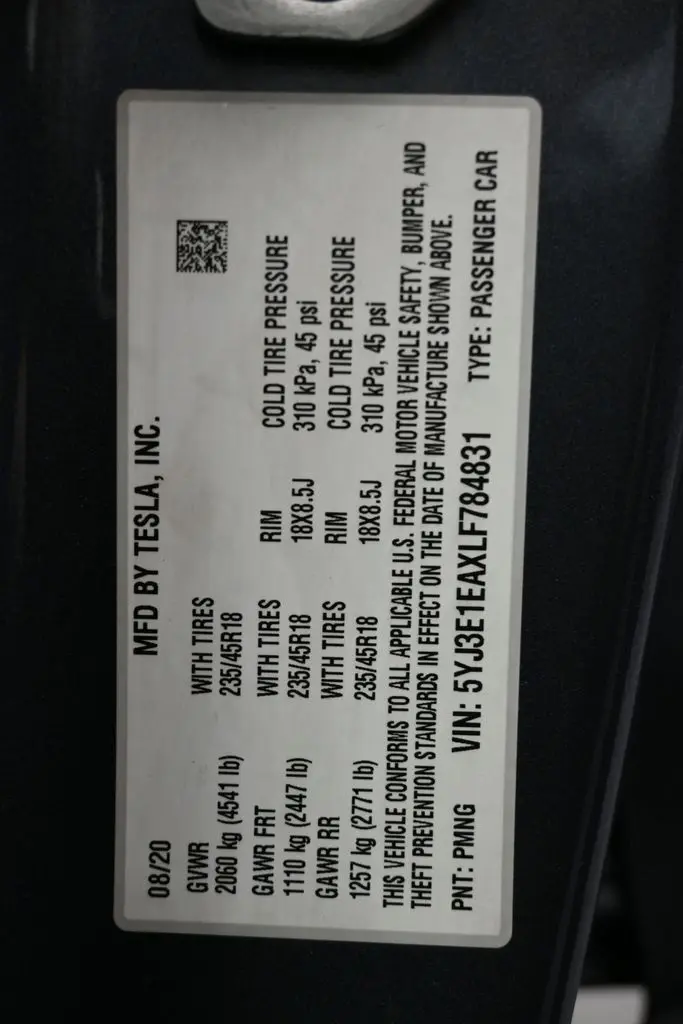 MFD BY TESLA, INC.
08/20
GVWR WITH TIRES
2060 kg (4541 lb) 235/45R18
GAWR FRT WITH TIRES RIM COLD TIRE PRESSURE
1110 kg (2447 lb) 235/45R18 18X8.5J 310 kPa, 45 psi
GAWR RR WITH TIRES RIM COLD TIRE PRESSURE
1257 kg (2771 lb) 235/45R18 18X8.5J 310 kPa, 45 psi
THIS VEHICLE CONFORMS TO ALL APPLICABLE U.S. FEDERAL MOTOR VEHICLE SAFETY, BUMPER, AND
THEFT PREVENTION STANDARDS IN EFFECT ON THE DATE OF MANUFACTURE SHOWN ABOVE.
PNT: PMNG VIN: 5YJ3E1EAXLF784831 TYPE: PASSENGER CAR